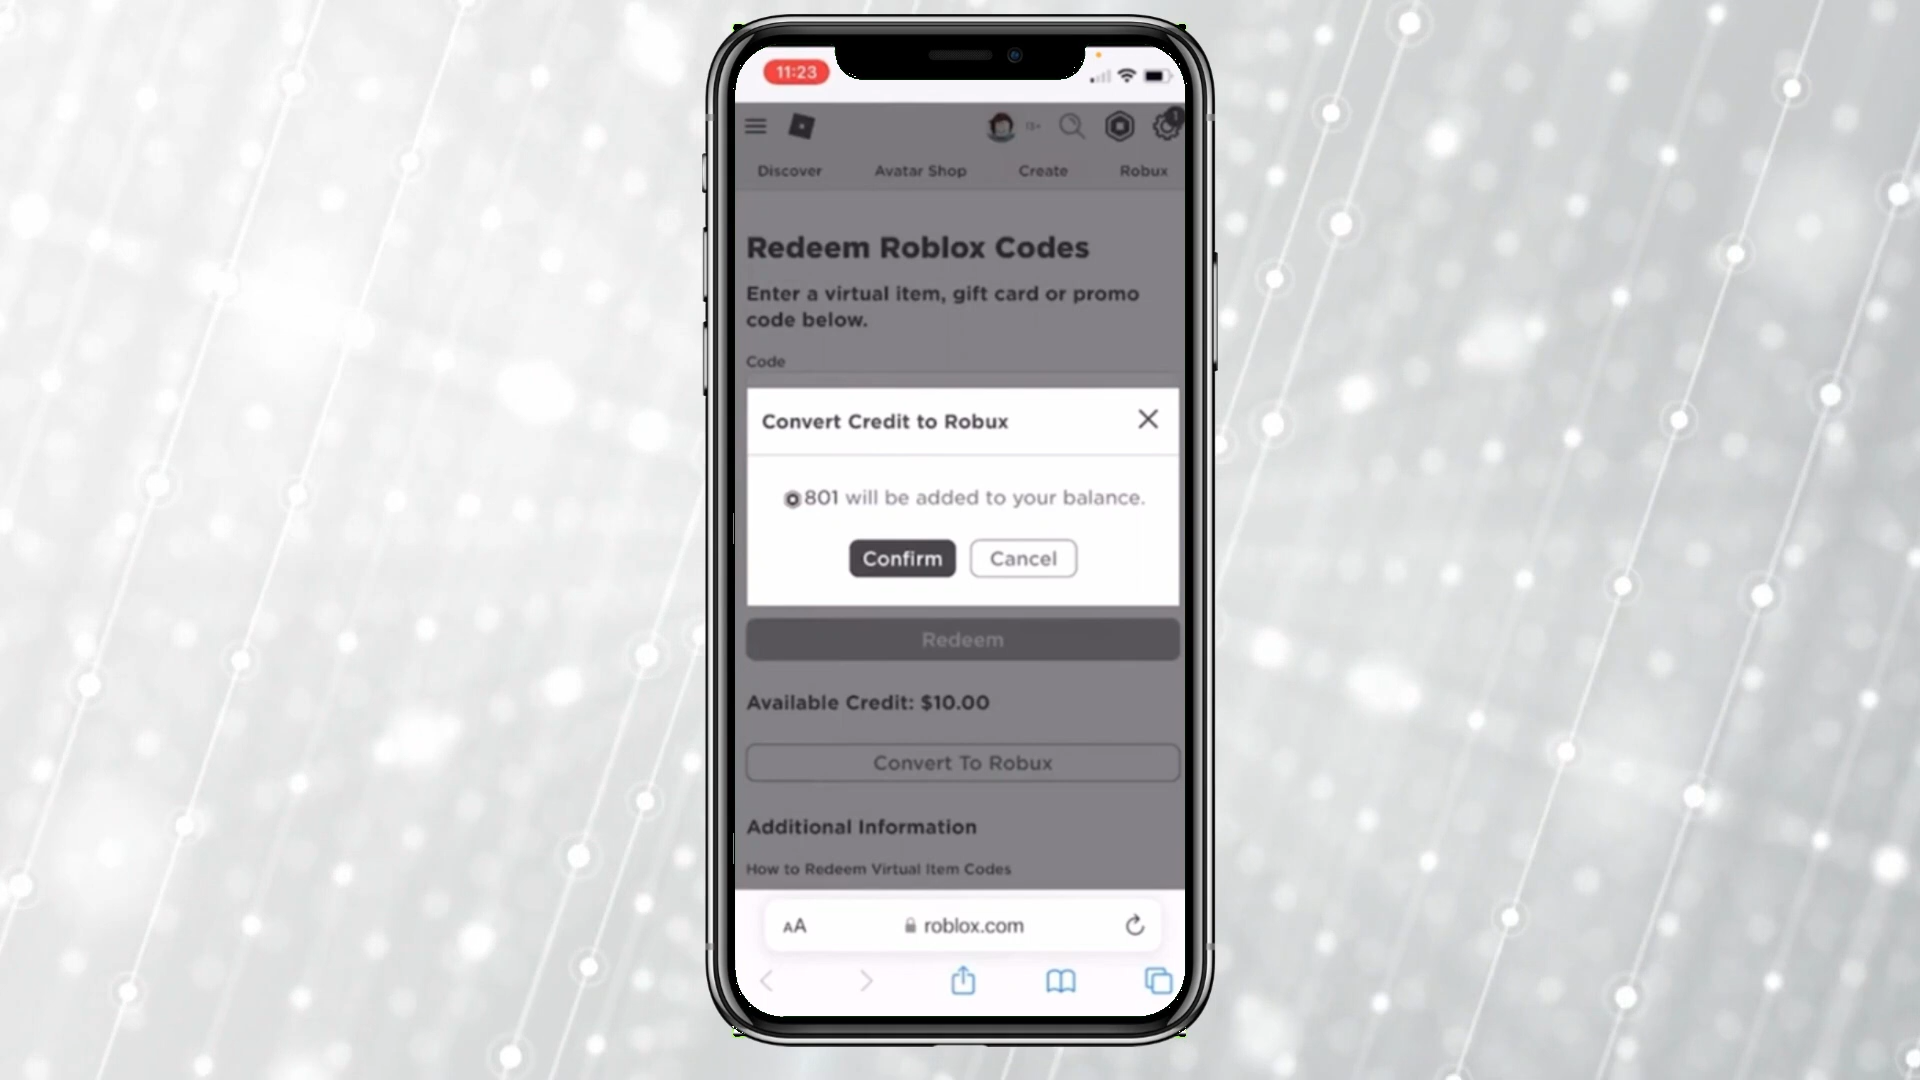 11:23
13+
1
Discover Avatar Shop Create Robux
Redeem Roblox Codes
Enter a virtual item, gift card or promo
code below.
Code
Convert Credit to Robux
801 will be added to your balance.
Confirm Cancel
Redeem
Available Credit: $10.00
Convert To Robux
Additional Information
How to Redeem Virtual Item Codes
AA roblox.com